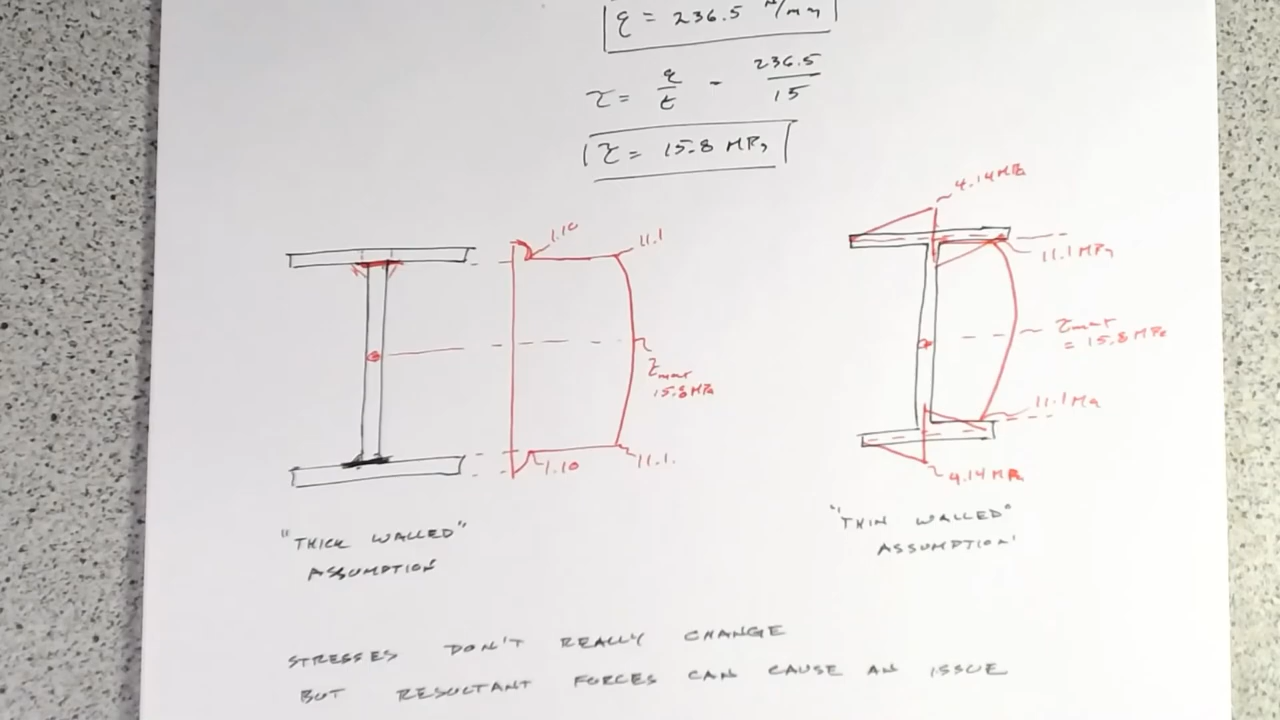 q = 236.5 N/mm
τ = q/t = 236.5/15
τ = 15.8 MPa
4.14 MPa
1.10
11.1
11.1 MPa
τmax
15.8 MPa
τmax
= 15.8 MPa
11.1 Ma
1.10
11.1.
4.14 MPa
"THICK WALLED"
ASSUMPTION
"THIN WALLED"
ASSUMPTION
STRESSES DON'T REALLY CHANGE
BUT RESULTANT FORCES CAN CAUSE AN ISSUE